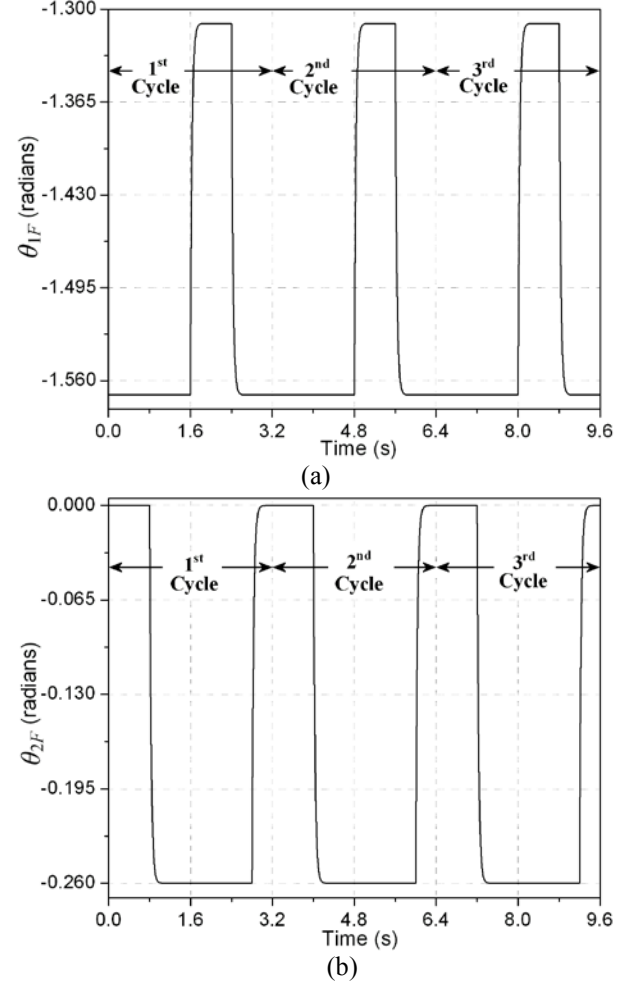 -1.300
1st Cycle
2nd Cycle
3rd Cycle
-1.365
-1.430
-1.495
-1.560
θ1F (radians)
0.0 1.6 3.2 4.8 6.4 8.0 9.6
Time (s)
(a)
0.000
1st Cycle
2nd Cycle
3rd Cycle
-0.065
-0.130
-0.195
-0.260
θ2F (radians)
0.0 1.6 3.2 4.8 6.4 8.0 9.6
Time (s)
(b)